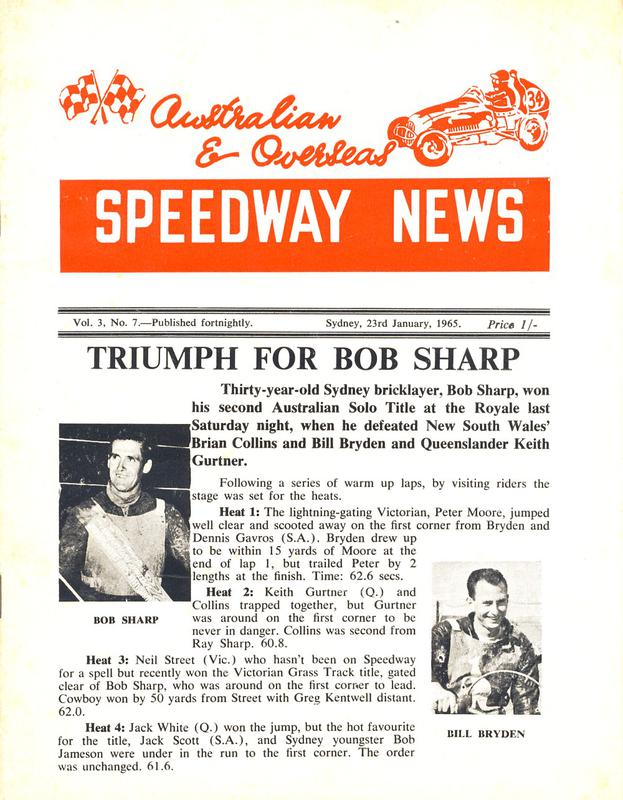 Australian
& Overseas
34
SPEEDWAY NEWS
Vol. 3, No. 7.—Published fortnightly. Sydney, 23rd January, 1965. Price 1/-
TRIUMPH FOR BOB SHARP
Thirty-year-old Sydney bricklayer, Bob Sharp, won
his second Australian Solo Title at the Royale last
Saturday night, when he defeated New South Wales'
Brian Collins and Bill Bryden and Queenslander Keith
Gurtner.
Following a series of warm up laps, by visiting riders the
stage was set for the heats.
Heat 1: The lightning-gating Victorian, Peter Moore, jumped
well clear and scooted away on the first corner from Bryden and
Dennis Gavros (S.A.). Bryden drew up
to be within 15 yards of Moore at the
end of lap 1, but trailed Peter by 2
lengths at the finish. Time: 62.6 secs.
Heat 2: Keith Gurtner (Q.) and
Collins trapped together, but Gurtner
was around on the first corner to be
never in danger. Collins was second from
Ray Sharp. 60.8.
BOB SHARP
Heat 3: Neil Street (Vic.) who hasn't been on Speedway
for a spell but recently won the Victorian Grass Track title, gated
clear of Bob Sharp, who was around on the first corner to lead.
Cowboy won by 50 yards from Street with Greg Kentwell distant.
62.0.
Heat 4: Jack White (Q.) won the jump, but the hot favourite
for the title, Jack Scott (S.A.), and Sydney youngster Bob
Jameson were under in the run to the first corner. The order
was unchanged. 61.6.
BILL BRYDEN